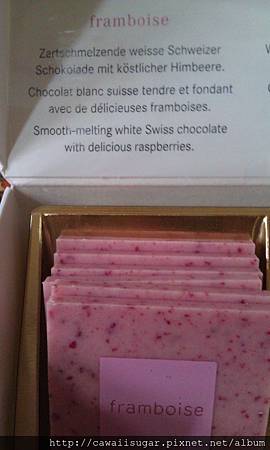 framboise
Zartschmelzende weisse Schweizer
Schokolade mit köstlicher Himbeere.
Chocolat blanc suisse tendre et fondant
avec de délicieuses framboises.
Smooth-melting white Swiss chocolate
with delicious raspberries.
framboise
http://cawaiisugar.pixnet.net/album